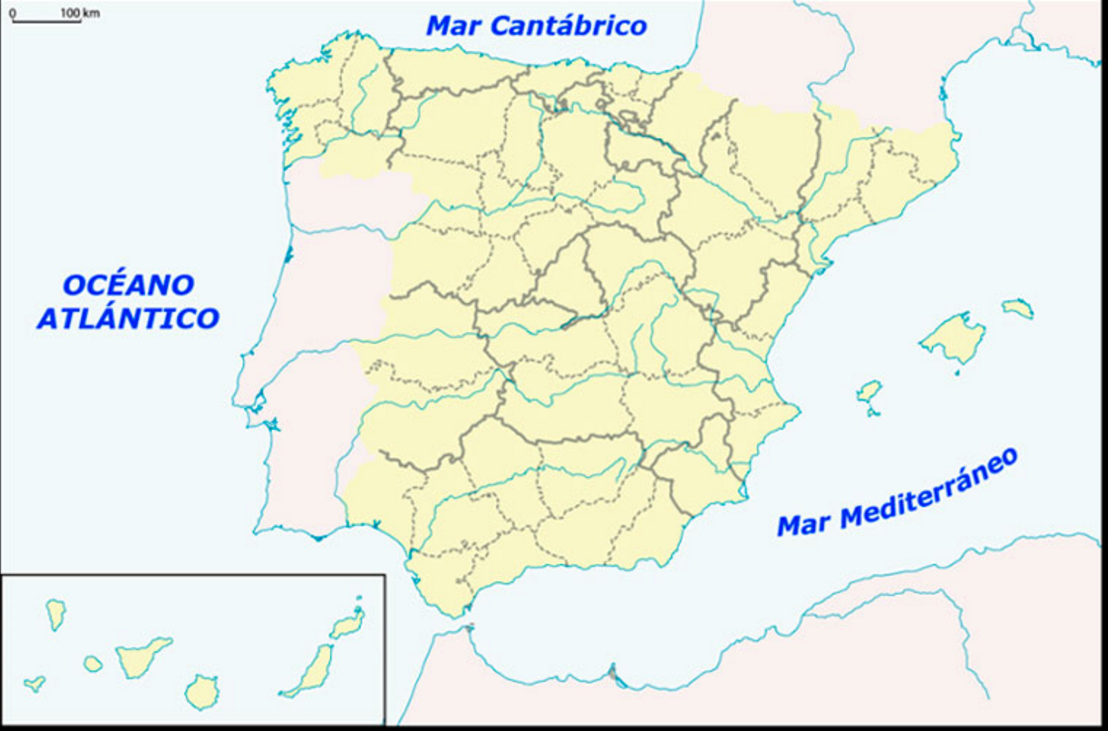 0 100 km
Mar Cantábrico
OCÉANO
ATLÁNTICO
Mar Mediterráneo